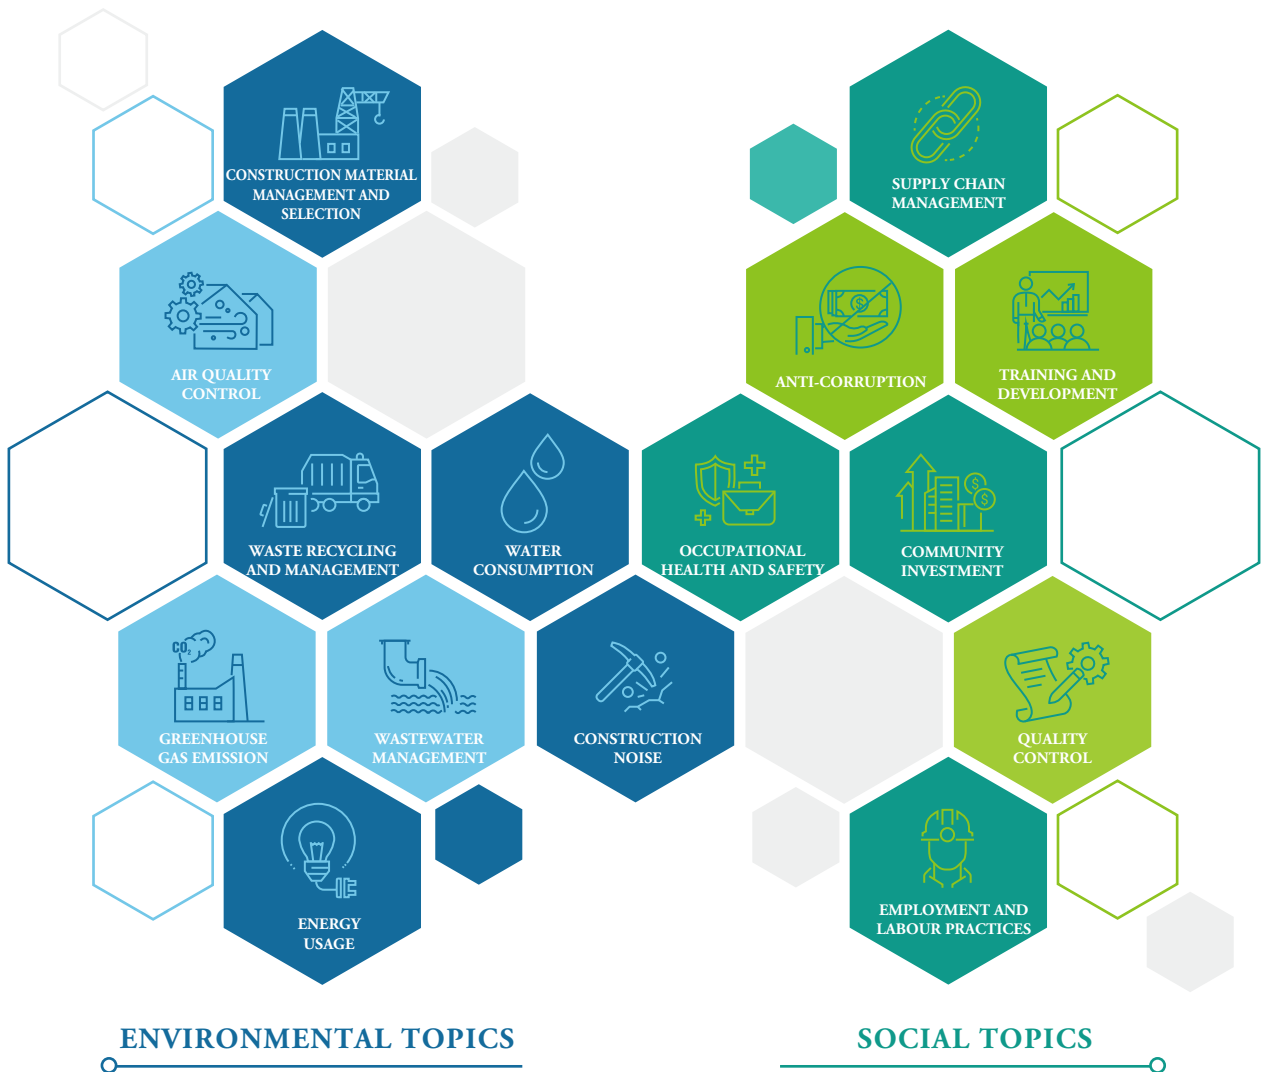 CONSTRUCTION MATERIAL
MANAGEMENT AND
SELECTION
SUPPLY CHAIN
MANAGEMENT
AIR QUALITY
CONTROL
$
ANTI-CORRUPTION
TRAINING AND
DEVELOPMENT
WASTE RECYCLING
AND MANAGEMENT
WATER
CONSUMPTION
OCCUPATIONAL
HEALTH AND SAFETY
$
$
COMMUNITY
INVESTMENT
CO₂
GREENHOUSE
GAS EMISSION
WASTEWATER
MANAGEMENT
CONSTRUCTION
NOISE
QUALITY
CONTROL
ENERGY
USAGE
EMPLOYMENT AND
LABOUR PRACTICES
ENVIRONMENTAL TOPICS
SOCIAL TOPICS